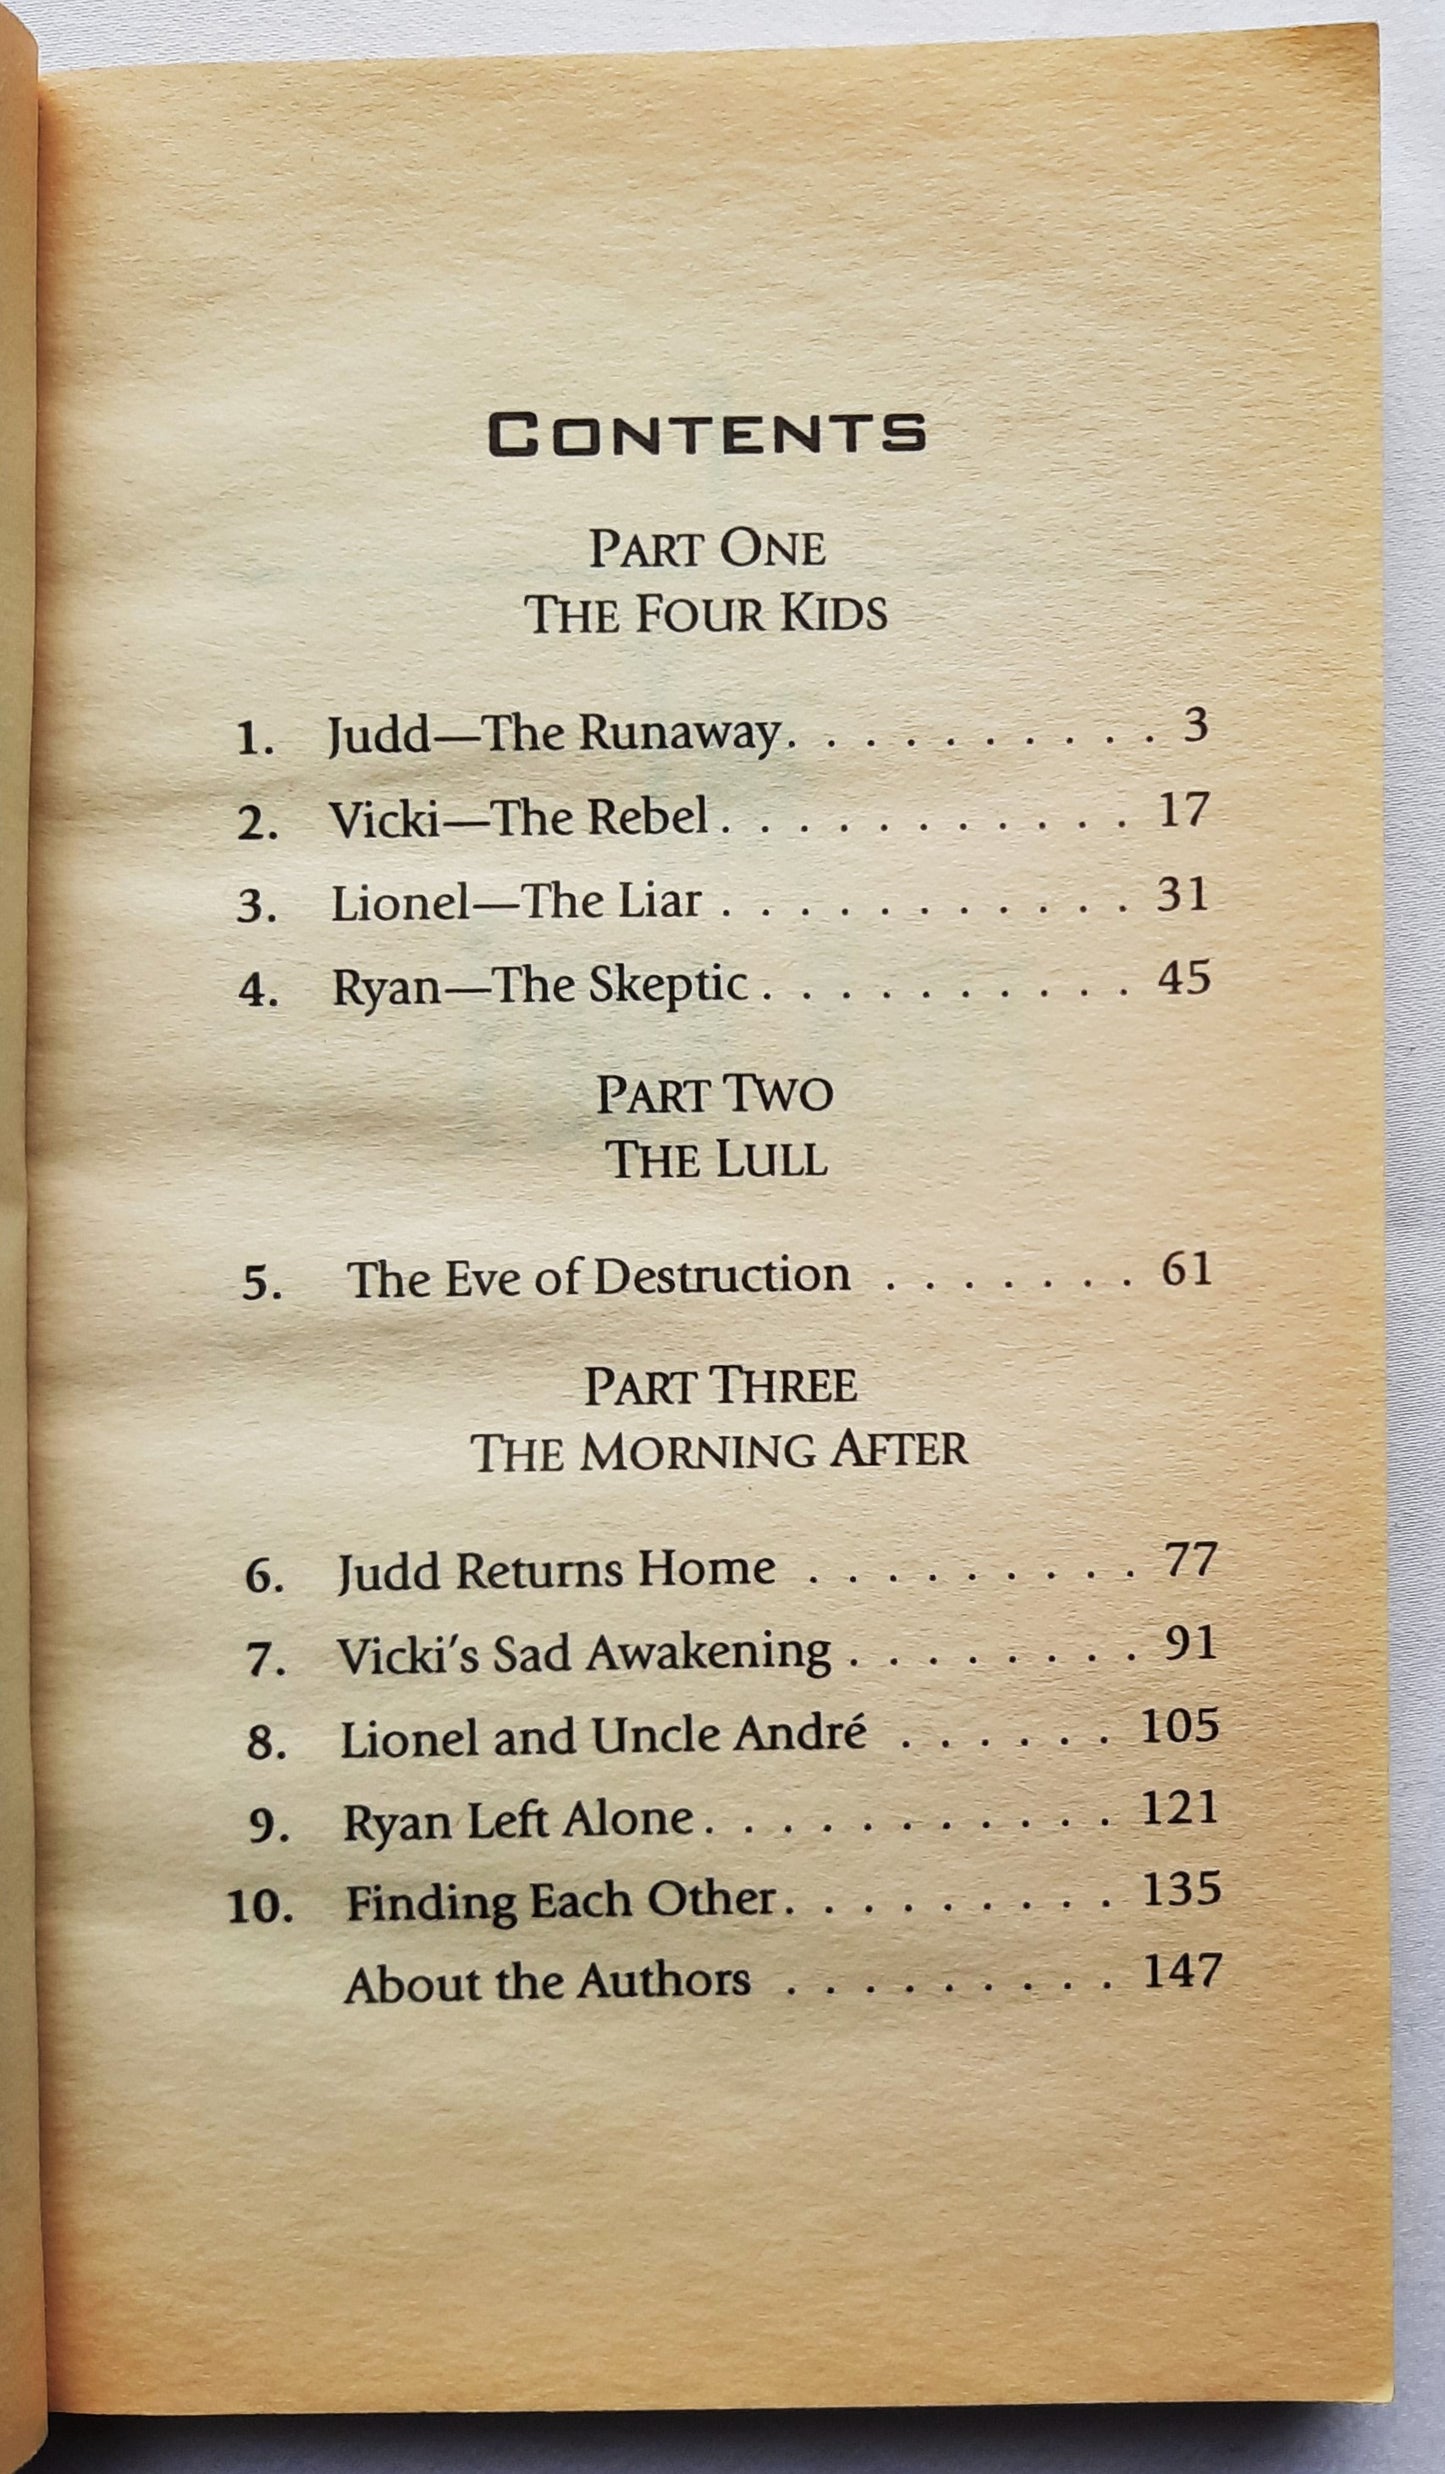 CONTENTS
PART ONE
THE FOUR KIDS
1. Judd—The Runaway. . . . . . . . . . 3
2. Vicki—The Rebel . . . . . . . . . . . 17
3. Lionel—The Liar . . . . . . . . . . . 31
4. Ryan—The Skeptic . . . . . . . . . . 45
PART TWO
THE LULL
5. The Eve of Destruction . . . . . . . 61
PART THREE
THE MORNING AFTER
6. Judd Returns Home . . . . . . . . . 77
7. Vicki's Sad Awakening . . . . . . . . 91
8. Lionel and Uncle André . . . . . . 105
9. Ryan Left Alone . . . . . . . . . . . 121
10. Finding Each Other. . . . . . . . . 135
About the Authors . . . . . . . . . 147